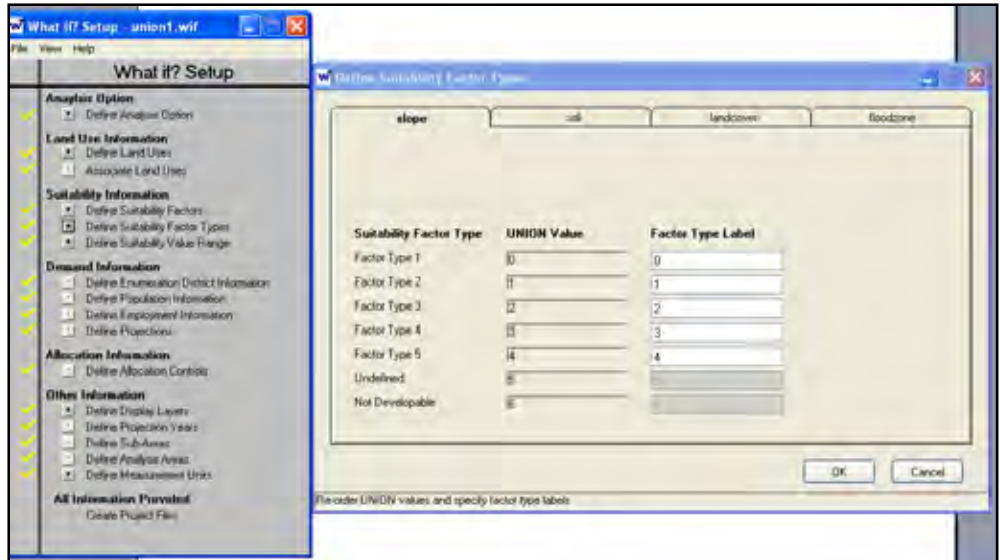 What if? Setup - union1.wif
File View Help
What if? Setup
Analysis Option
Define Analysis Option
Land Use Information
Define Land Uses
Associate Land Uses
Suitability Information
Define Suitability Factors
Define Suitability Factor Types
Define Suitability Value Range
Demand Information
Define Enumeration District Information
Define Population Information
Define Employment Information
Define Projections
Allocation Information
Define Allocation Controls
Other Information
Define Display Layers
Define Projection Years
Define Sub-Areas
Define Analysis Areas
Define Measurement Units
All Information Provided
Create Project Files
Define Suitability Factor Types
slope soil landcover floodzone
Suitability Factor Type UNION Value Factor Type Label
Factor Type 1 0 0
Factor Type 2 1 1
Factor Type 3 2 2
Factor Type 4 3 3
Factor Type 5 4 4
Undefined
Not Developable
OK Cancel
Re-order UNION values and specify factor type labels